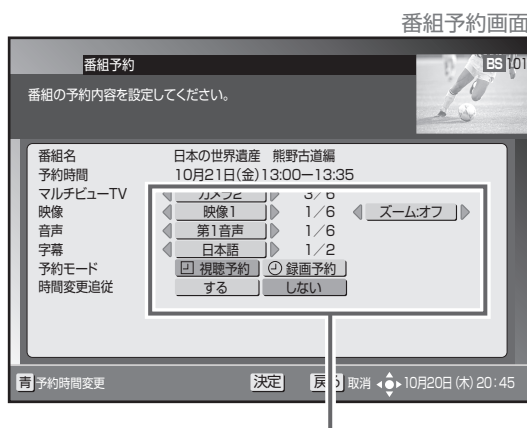 番組予約画面
番組予約
BS 101
番組の予約内容を設定してください。
番組名 日本の世界遺産 熊野古道編
予約時間 10月21日(金)13:00ー13:35
マルチビューTV カメラ2 3/6
映像 映像1 1/6 ズーム:オフ
音声 第1音声 1/6
字幕 日本語 1/2
予約モード 視聴予約 録画予約
時間変更追従 する しない
青 予約時間変更 決定 戻る 取消 10月20日(木)20:45